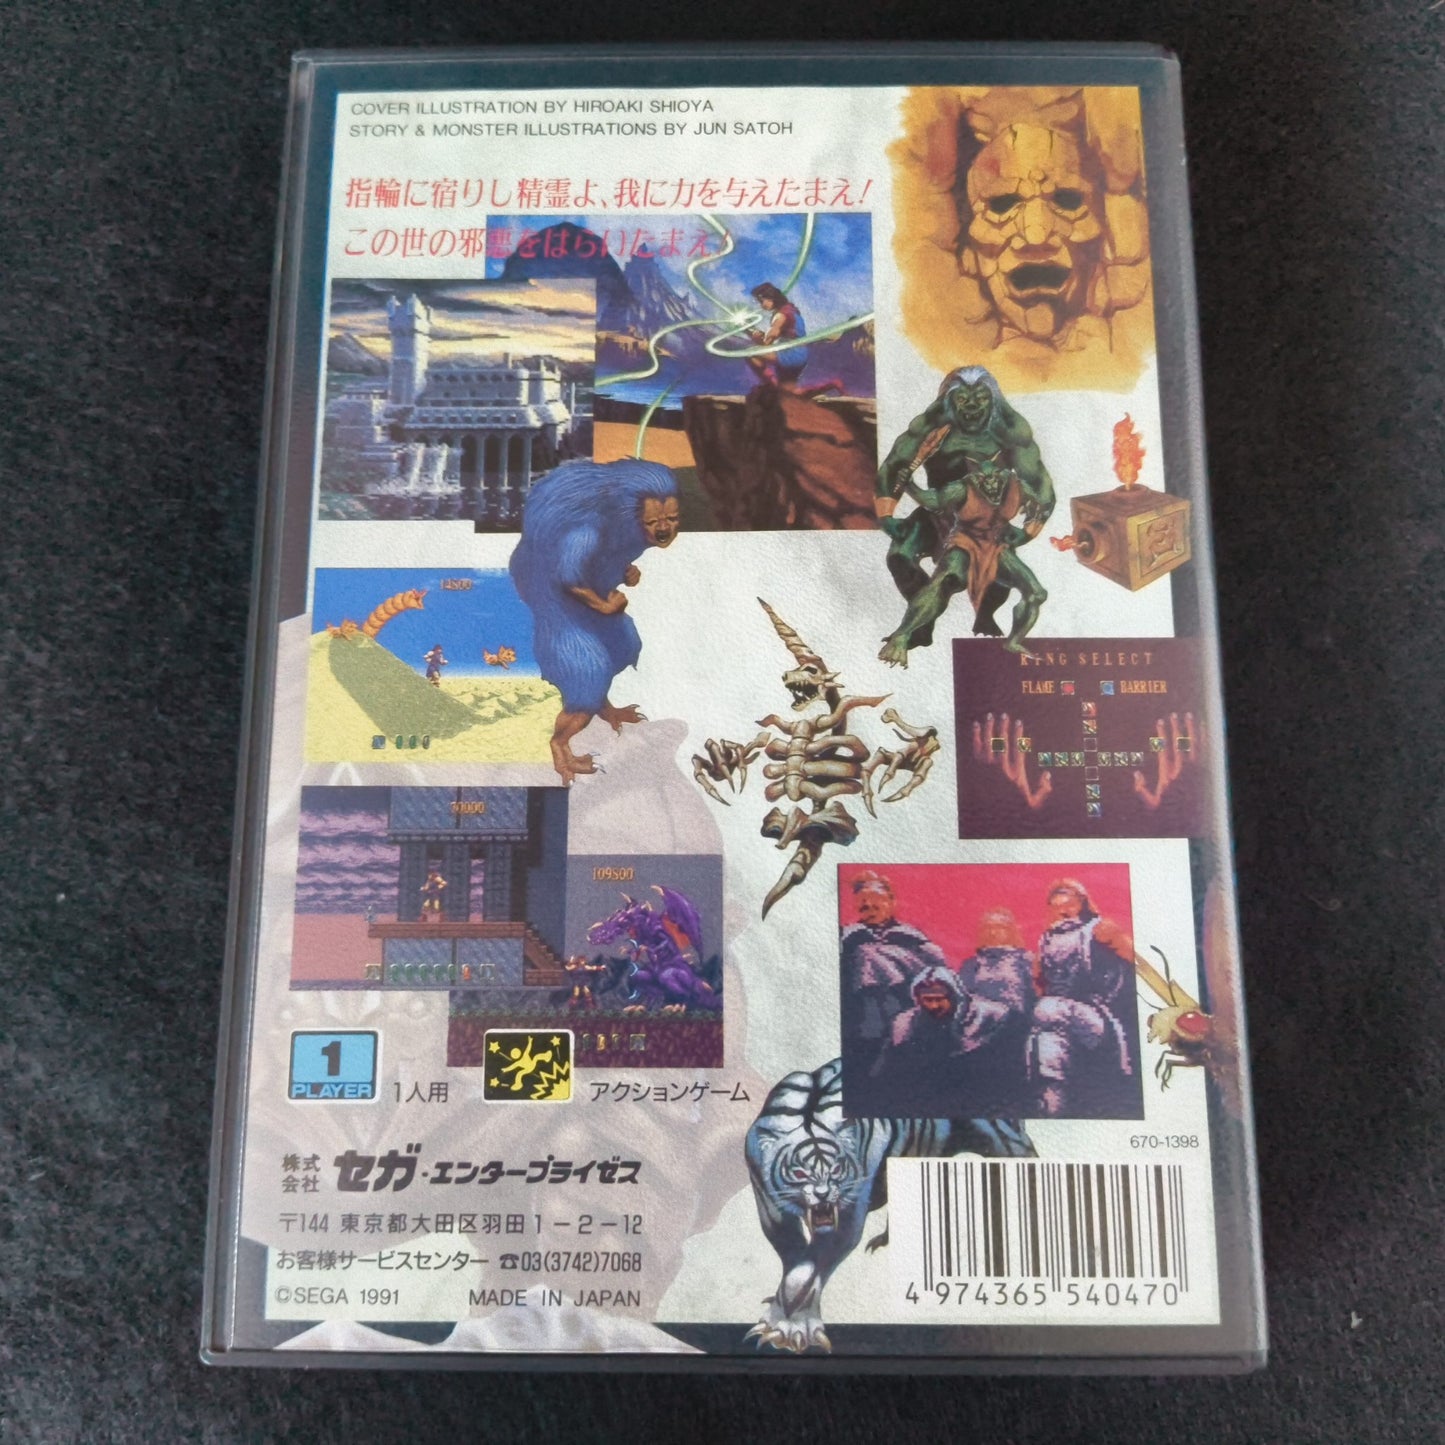 COVER ILLUSTRATION BY HIROAKI SHIOYA
STORY & MONSTER ILLUSTRATIONS BY JUN SATOH
指輪に宿りし精霊よ、我に力を与えたまえ!
この世の邪悪をはらいたまえ!
14800
RING SELECT
FLAME BARRIER
109800
1
PLAYER
1人用
アクションゲーム
670-1398
株式会社 セガ・エンタープライゼス
〒144 東京都大田区羽田1-2-12
お客様サービスセンター ☎03(3742)7068
©SEGA 1991 MADE IN JAPAN
4 974365 540470